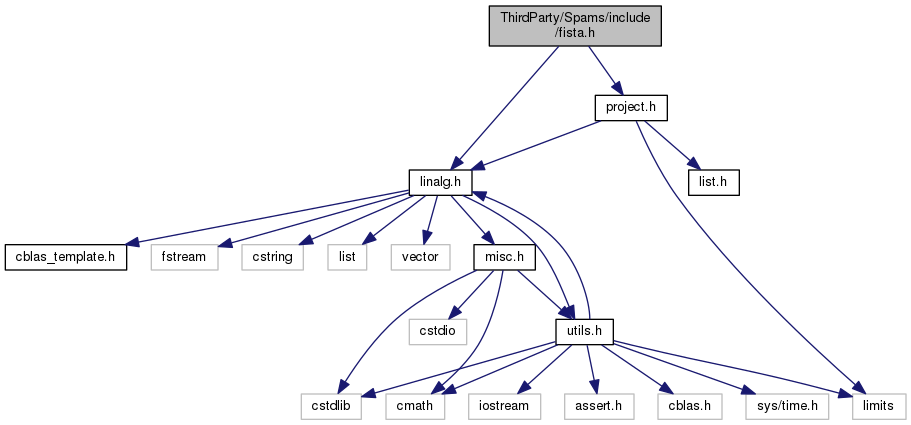 ThirdParty/Spams/include
/fista.h
project.h
linalg.h
list.h
cblas_template.h
fstream
cstring
list
vector
misc.h
cstdio
utils.h
cstdlib
cmath
iostream
assert.h
cblas.h
sys/time.h
limits